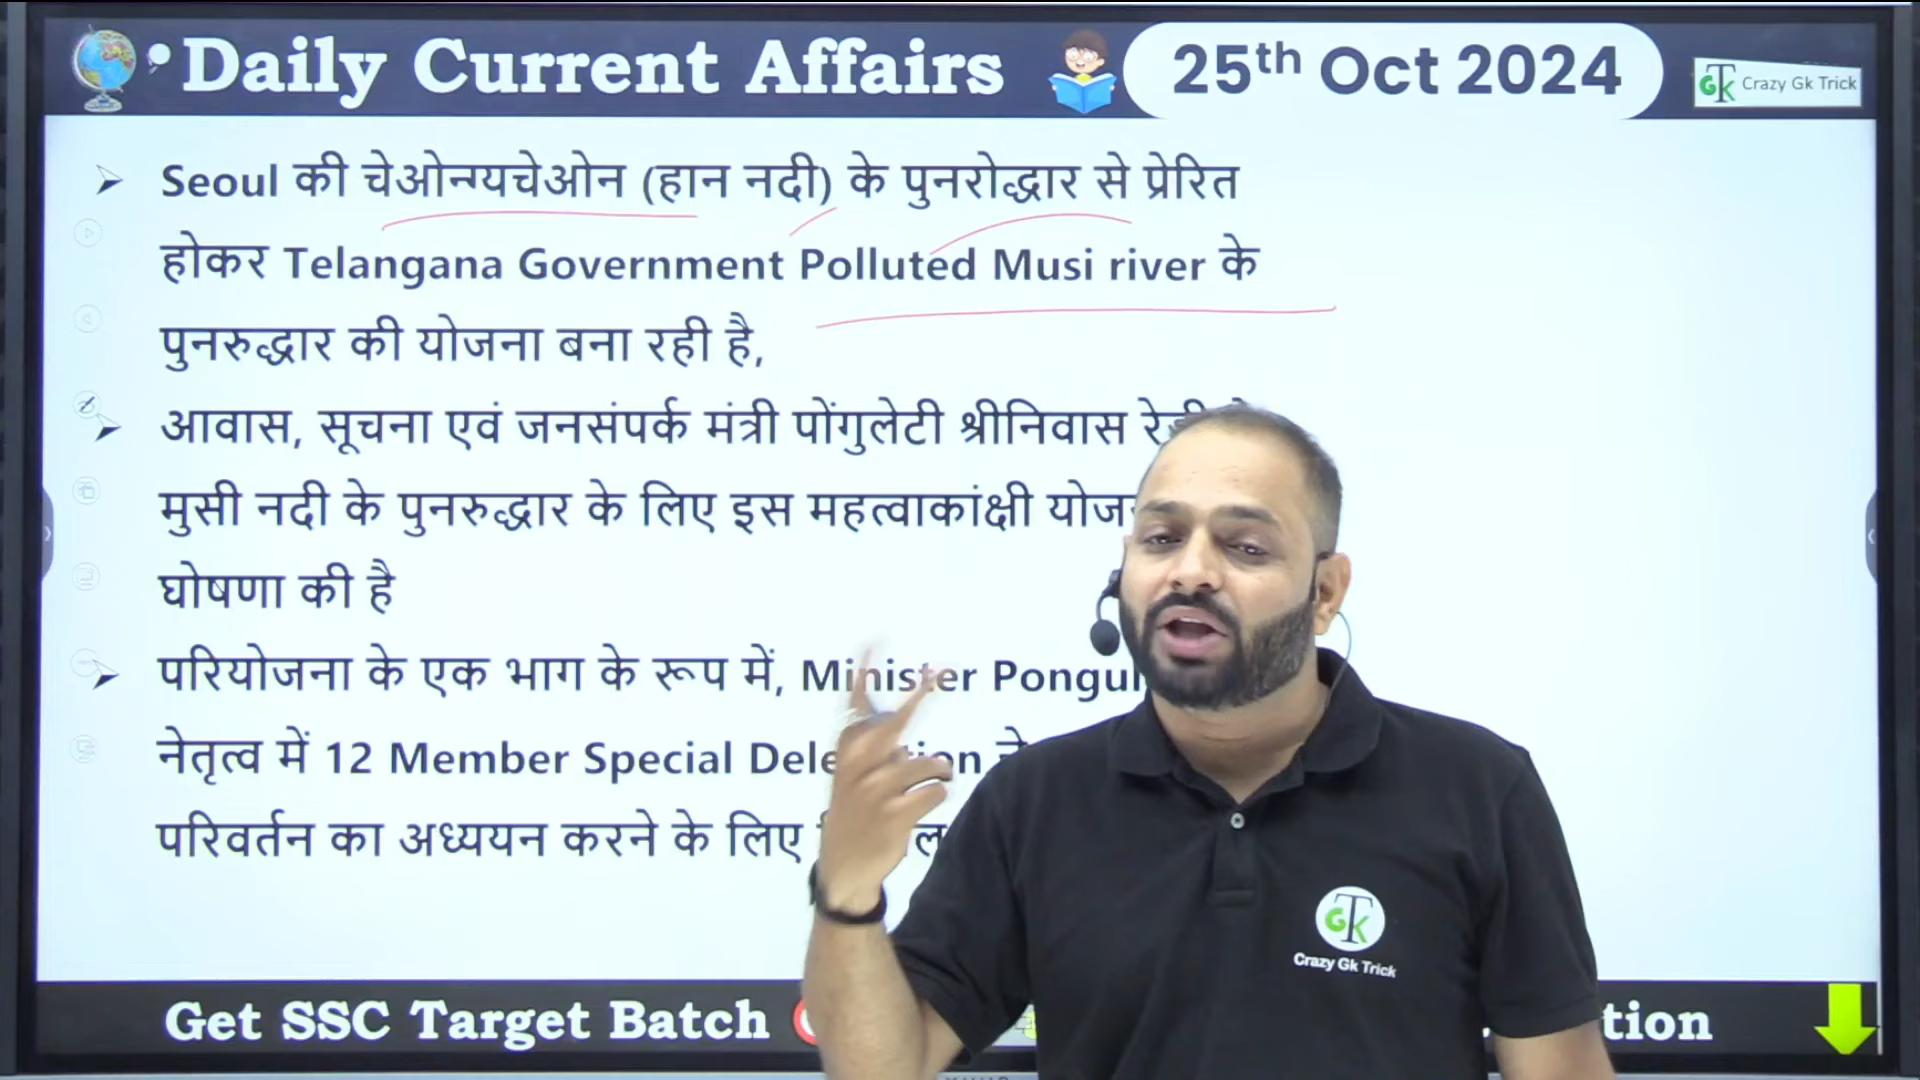 Daily Current Affairs
25th Oct 2024
Crazy Gk Trick
Seoul की चेओन्ग्यचेओन (हान नदी) के पुनरोद्धार से प्रेरित
होकर Telangana Government Polluted Musi river के
पुनरुद्धार की योजना बना रही है,
आवास, सूचना एवं जनसंपर्क मंत्री पोंगुलेटी श्रीनिवास
मुसी नदी के पुनरुद्धार के लिए इस महत्वाकांक्षी
घोषणा की है
परियोजना के एक भाग के रूप में, Minister
नेतृत्व में 12 Member Special
परिवर्तन का अध्ययन करने के लिए
GTK
Crazy Gk Trick
Get SSC Target Batch